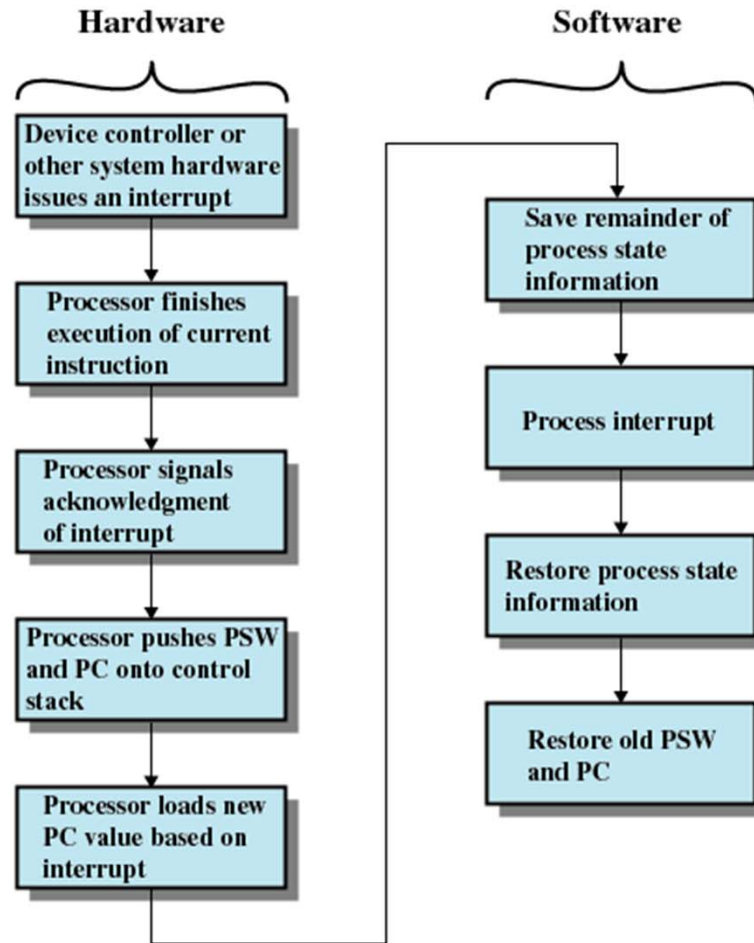 Hardware
Device controller or
other system hardware
issues an interrupt
Processor finishes
execution of current
instruction
Processor signals
acknowledgment
of interrupt
Processor pushes PSW
and PC onto control
stack
Processor loads new
PC value based on
interrupt
Software
Save remainder of
process state
information
Process interrupt
Restore process state
information
Restore old PSW
and PC